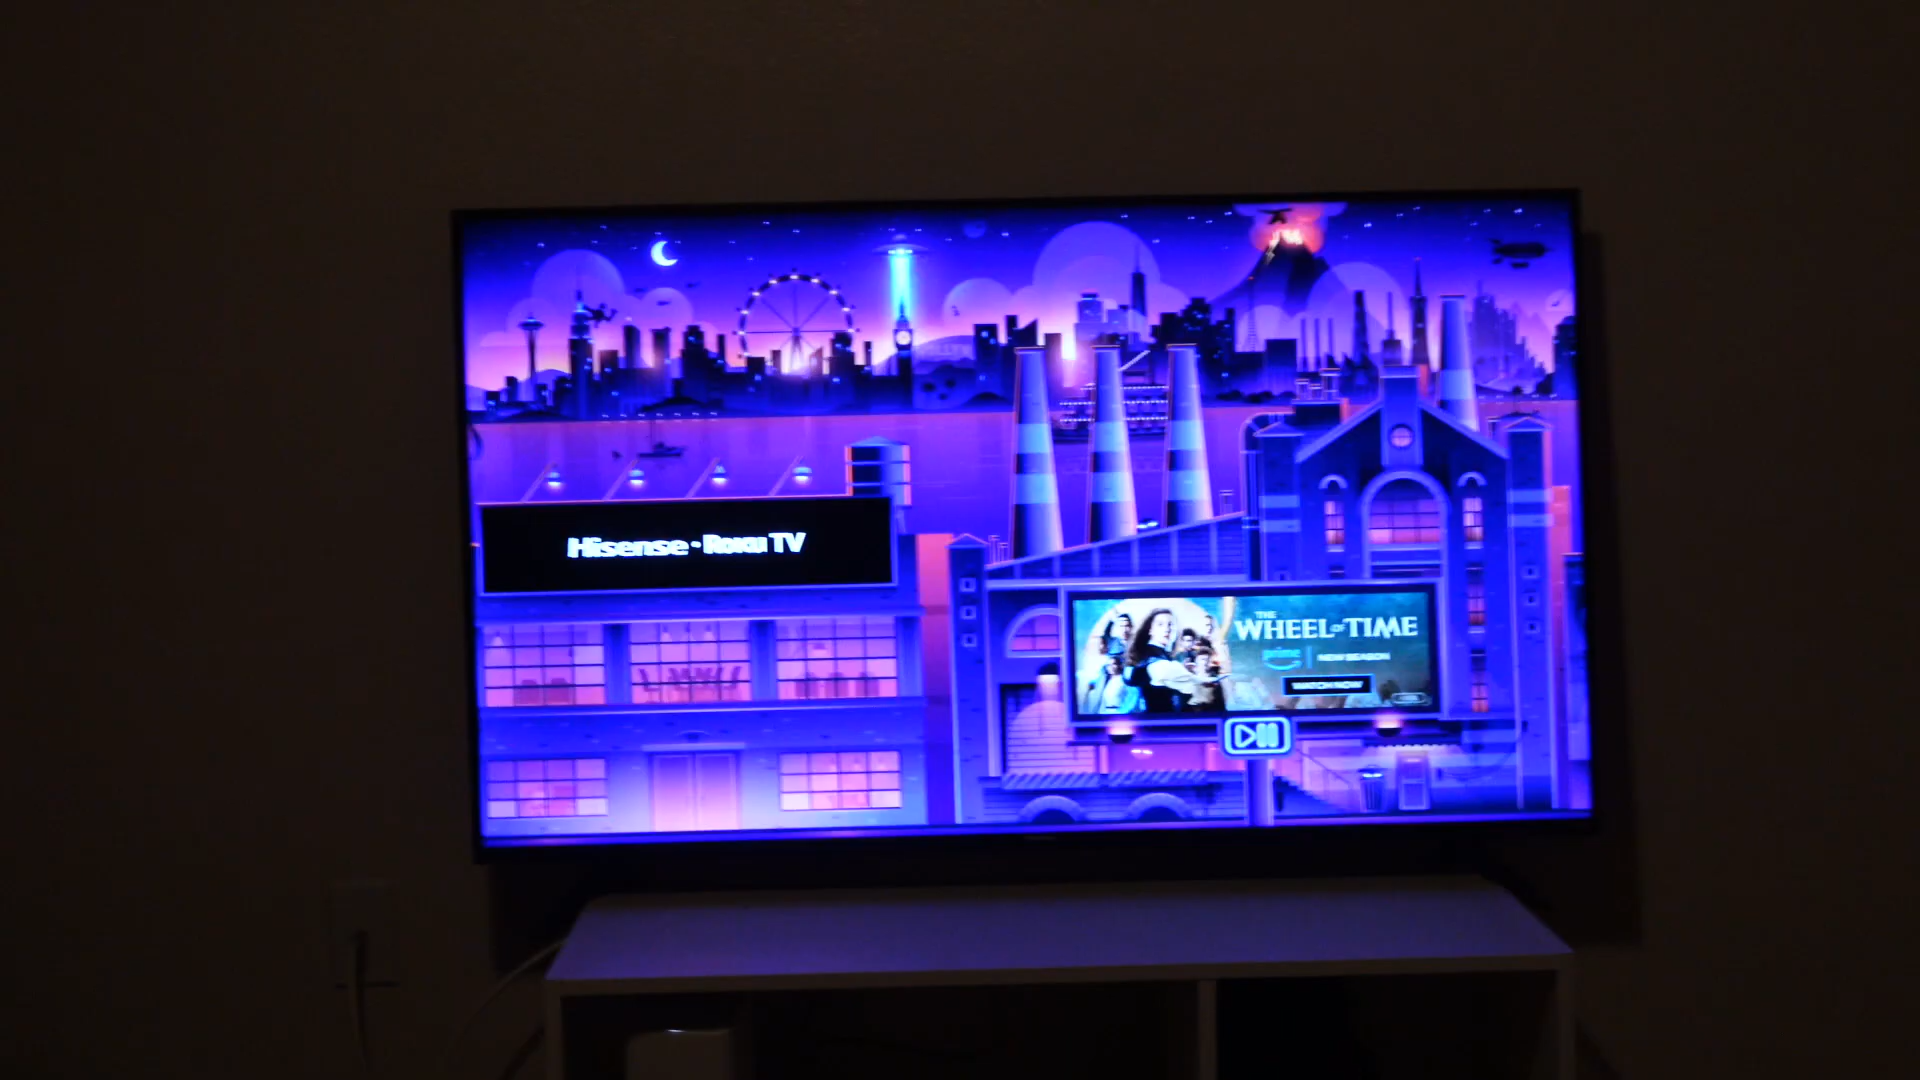 Hisense · Roku TV
THE
WHEEL OF TIME
prime | NEW SEASON
WATCH NOW